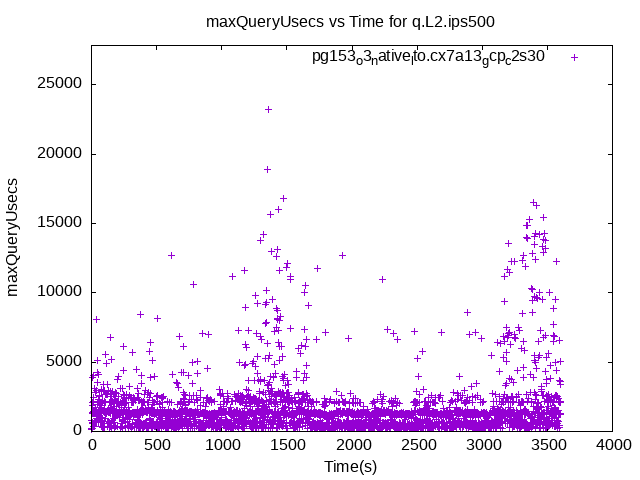 maxQueryUsecs vs Time for q.L2.ips500
pg153_o3_native_lto.cx7a13_gcp_c2s30
maxQueryUsecs
25000
20000
15000
10000
5000
0
0 500 1000 1500 2000 2500 3000 3500 4000
Time(s)